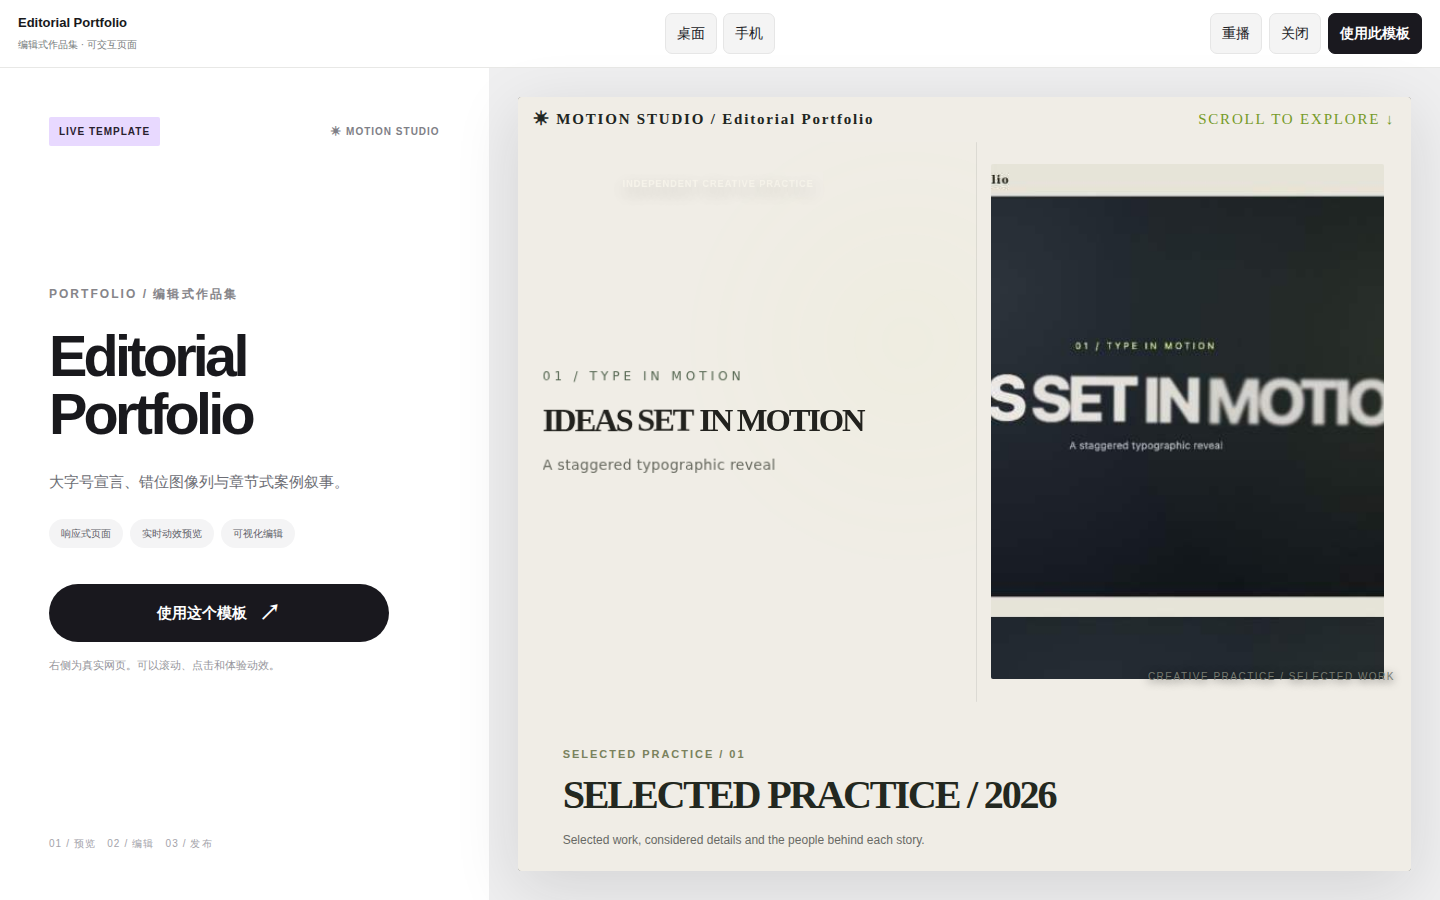 Editorial Portfolio
编辑式作品集 · 可交互页面
桌面
手机
重播
关闭
使用此模板
LIVE TEMPLATE
✷ MOTION STUDIO
PORTFOLIO / 编辑式作品集
Editorial
Portfolio
大字号宣言、错位图像列与章节式案例叙事。
响应式页面
实时动效预览
可视化编辑
使用这个模板 ↗
右侧为真实网页。可以滚动、点击和体验动效。
01 / 预览 02 / 编辑 03 / 发布
✷ MOTION STUDIO / Editorial Portfolio
SCROLL TO EXPLORE ↓
INDEPENDENT CREATIVE PRACTICE
01 / TYPE IN MOTION
IDEAS SET IN MOTION
A staggered typographic reveal
lio
01 / TYPE IN MOTION
S SET IN MOTIO
A staggered typographic reveal
CREATIVE PRACTICE / SELECTED WORK
SELECTED PRACTICE / 01
SELECTED PRACTICE / 2026
Selected work, considered details and the people behind each story.